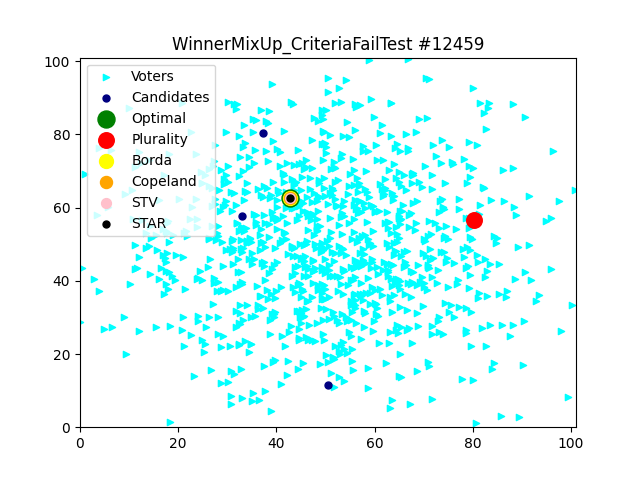 WinnerMixUp_CriteriaFailTest #12459
100
80
60
40
20
0
Voters
Candidates
Optimal
Plurality
Borda
Copeland
STV
STAR
0 20 40 60 80 100